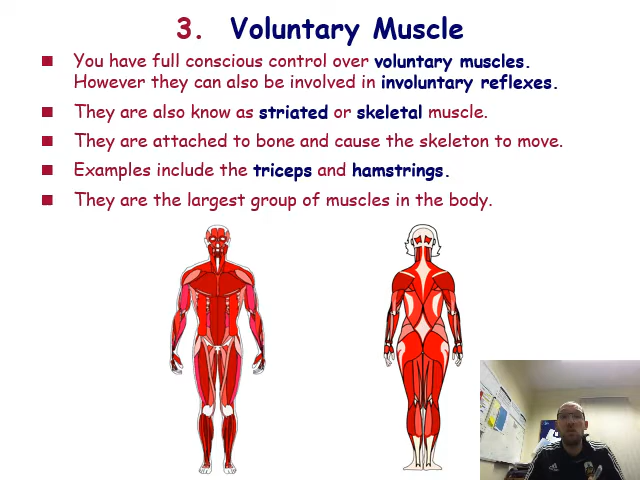 3. Voluntary Muscle
You have full conscious control over voluntary muscles.
However they can also be involved in involuntary reflexes.
They are also know as striated or skeletal muscle.
They are attached to bone and cause the skeleton to move.
Examples include the triceps and hamstrings.
They are the largest group of muscles in the body.